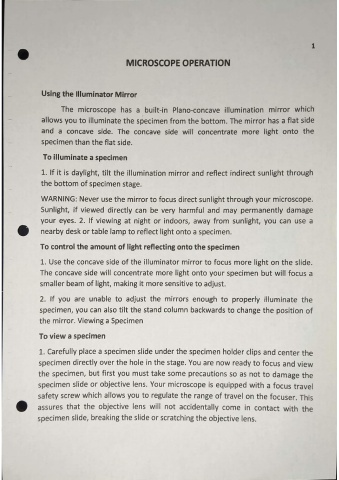 1
MICROSCOPE OPERATION
Using the Illuminator Mirror
The microscope has a built-in Plano-concave illumination mirror which
allows you to illuminate the specimen from the bottom. The mirror has a flat side
and a concave side. The concave side will concentrate more light onto the
specimen than the flat side.
To illuminate a specimen
1. If it is daylight, tilt the illumination mirror and reflect indirect sunlight through
the bottom of specimen stage.
WARNING: Never use the mirror to focus direct sunlight through your microscope.
Sunlight, if viewed directly can be very harmful and may permanently damage
your eyes. 2. If viewing at night or indoors, away from sunlight, you can use a
nearby desk or table lamp to reflect light onto a specimen.
To control the amount of light reflecting onto the specimen
1. Use the concave side of the illuminator mirror to focus more light on the slide.
The concave side will concentrate more light onto your specimen but will focus a
smaller beam of light, making it more sensitive to adjust.
2. If you are unable to adjust the mirrors enough to properly illuminate the
specimen, you can also tilt the stand column backwards to change the position of
the mirror. Viewing a Specimen
To view a specimen
1. Carefully place a specimen slide under the specimen holder clips and center the
specimen directly over the hole in the stage. You are now ready to focus and view
the specimen, but first you must take some precautions so as not to damage the
specimen slide or objective lens. Your microscope is equipped with a focus travel
safety screw which allows you to regulate the range of travel on the focuser. This
assures that the objective lens will not accidentally come in contact with the
specimen slide, breaking the slide or scratching the objective lens.